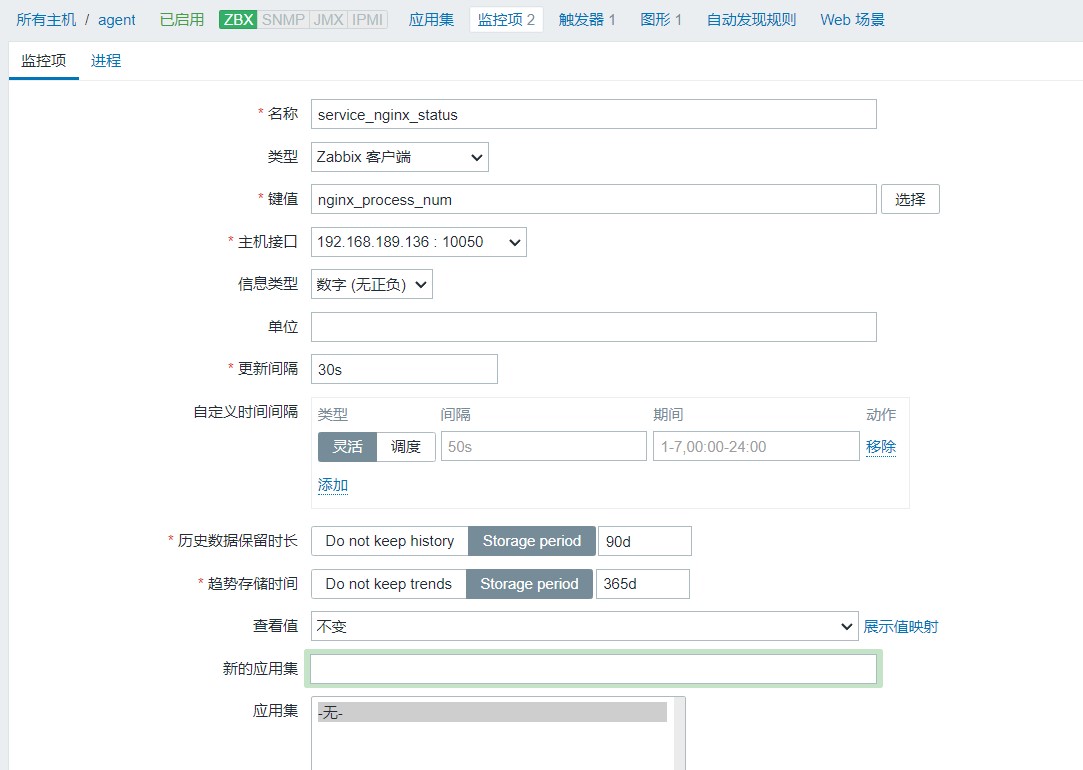 所有主机 / agent 已启用 ZBX SNMP JMX IPMI 应用集 监控项 2 触发器 1 图形 1 自动发现规则 Web 场景
监控项 进程
* 名称 service_nginx_status
类型 Zabbix 客户端
* 键值 nginx_process_num 选择
* 主机接口 192.168.189.136 : 10050
信息类型 数字 (无正负)
单位
* 更新间隔 30s
自定义时间间隔 类型 间隔 期间 动作
灵活 调度 50s 1-7,00:00-24:00 移除
添加
* 历史数据保留时长 Do not keep history Storage period 90d
* 趋势存储时间 Do not keep trends Storage period 365d
查看值 不变 展示值映射
新的应用集
应用集 -无-